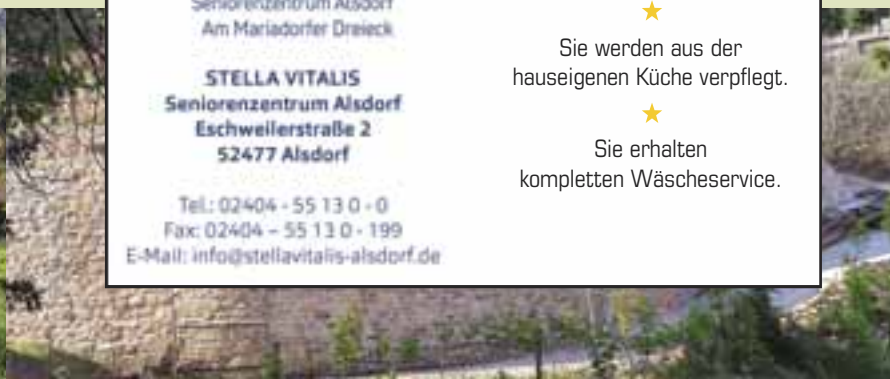 Seniorenzentrum Alsdorf
Am Mariadorfer Dreieck
STELLA VITALIS
Seniorenzentrum Alsdorf
Eschweilerstraße 2
52477 Alsdorf
Tel.: 02404 - 55 13 0 - 0
Fax: 02404 – 55 13 0 - 199
E-Mail: info@stellavitalis-alsdorf.de
Sie werden aus der
hauseigenen Küche verpflegt.
Sie erhalten
kompletten Wäscheservice.